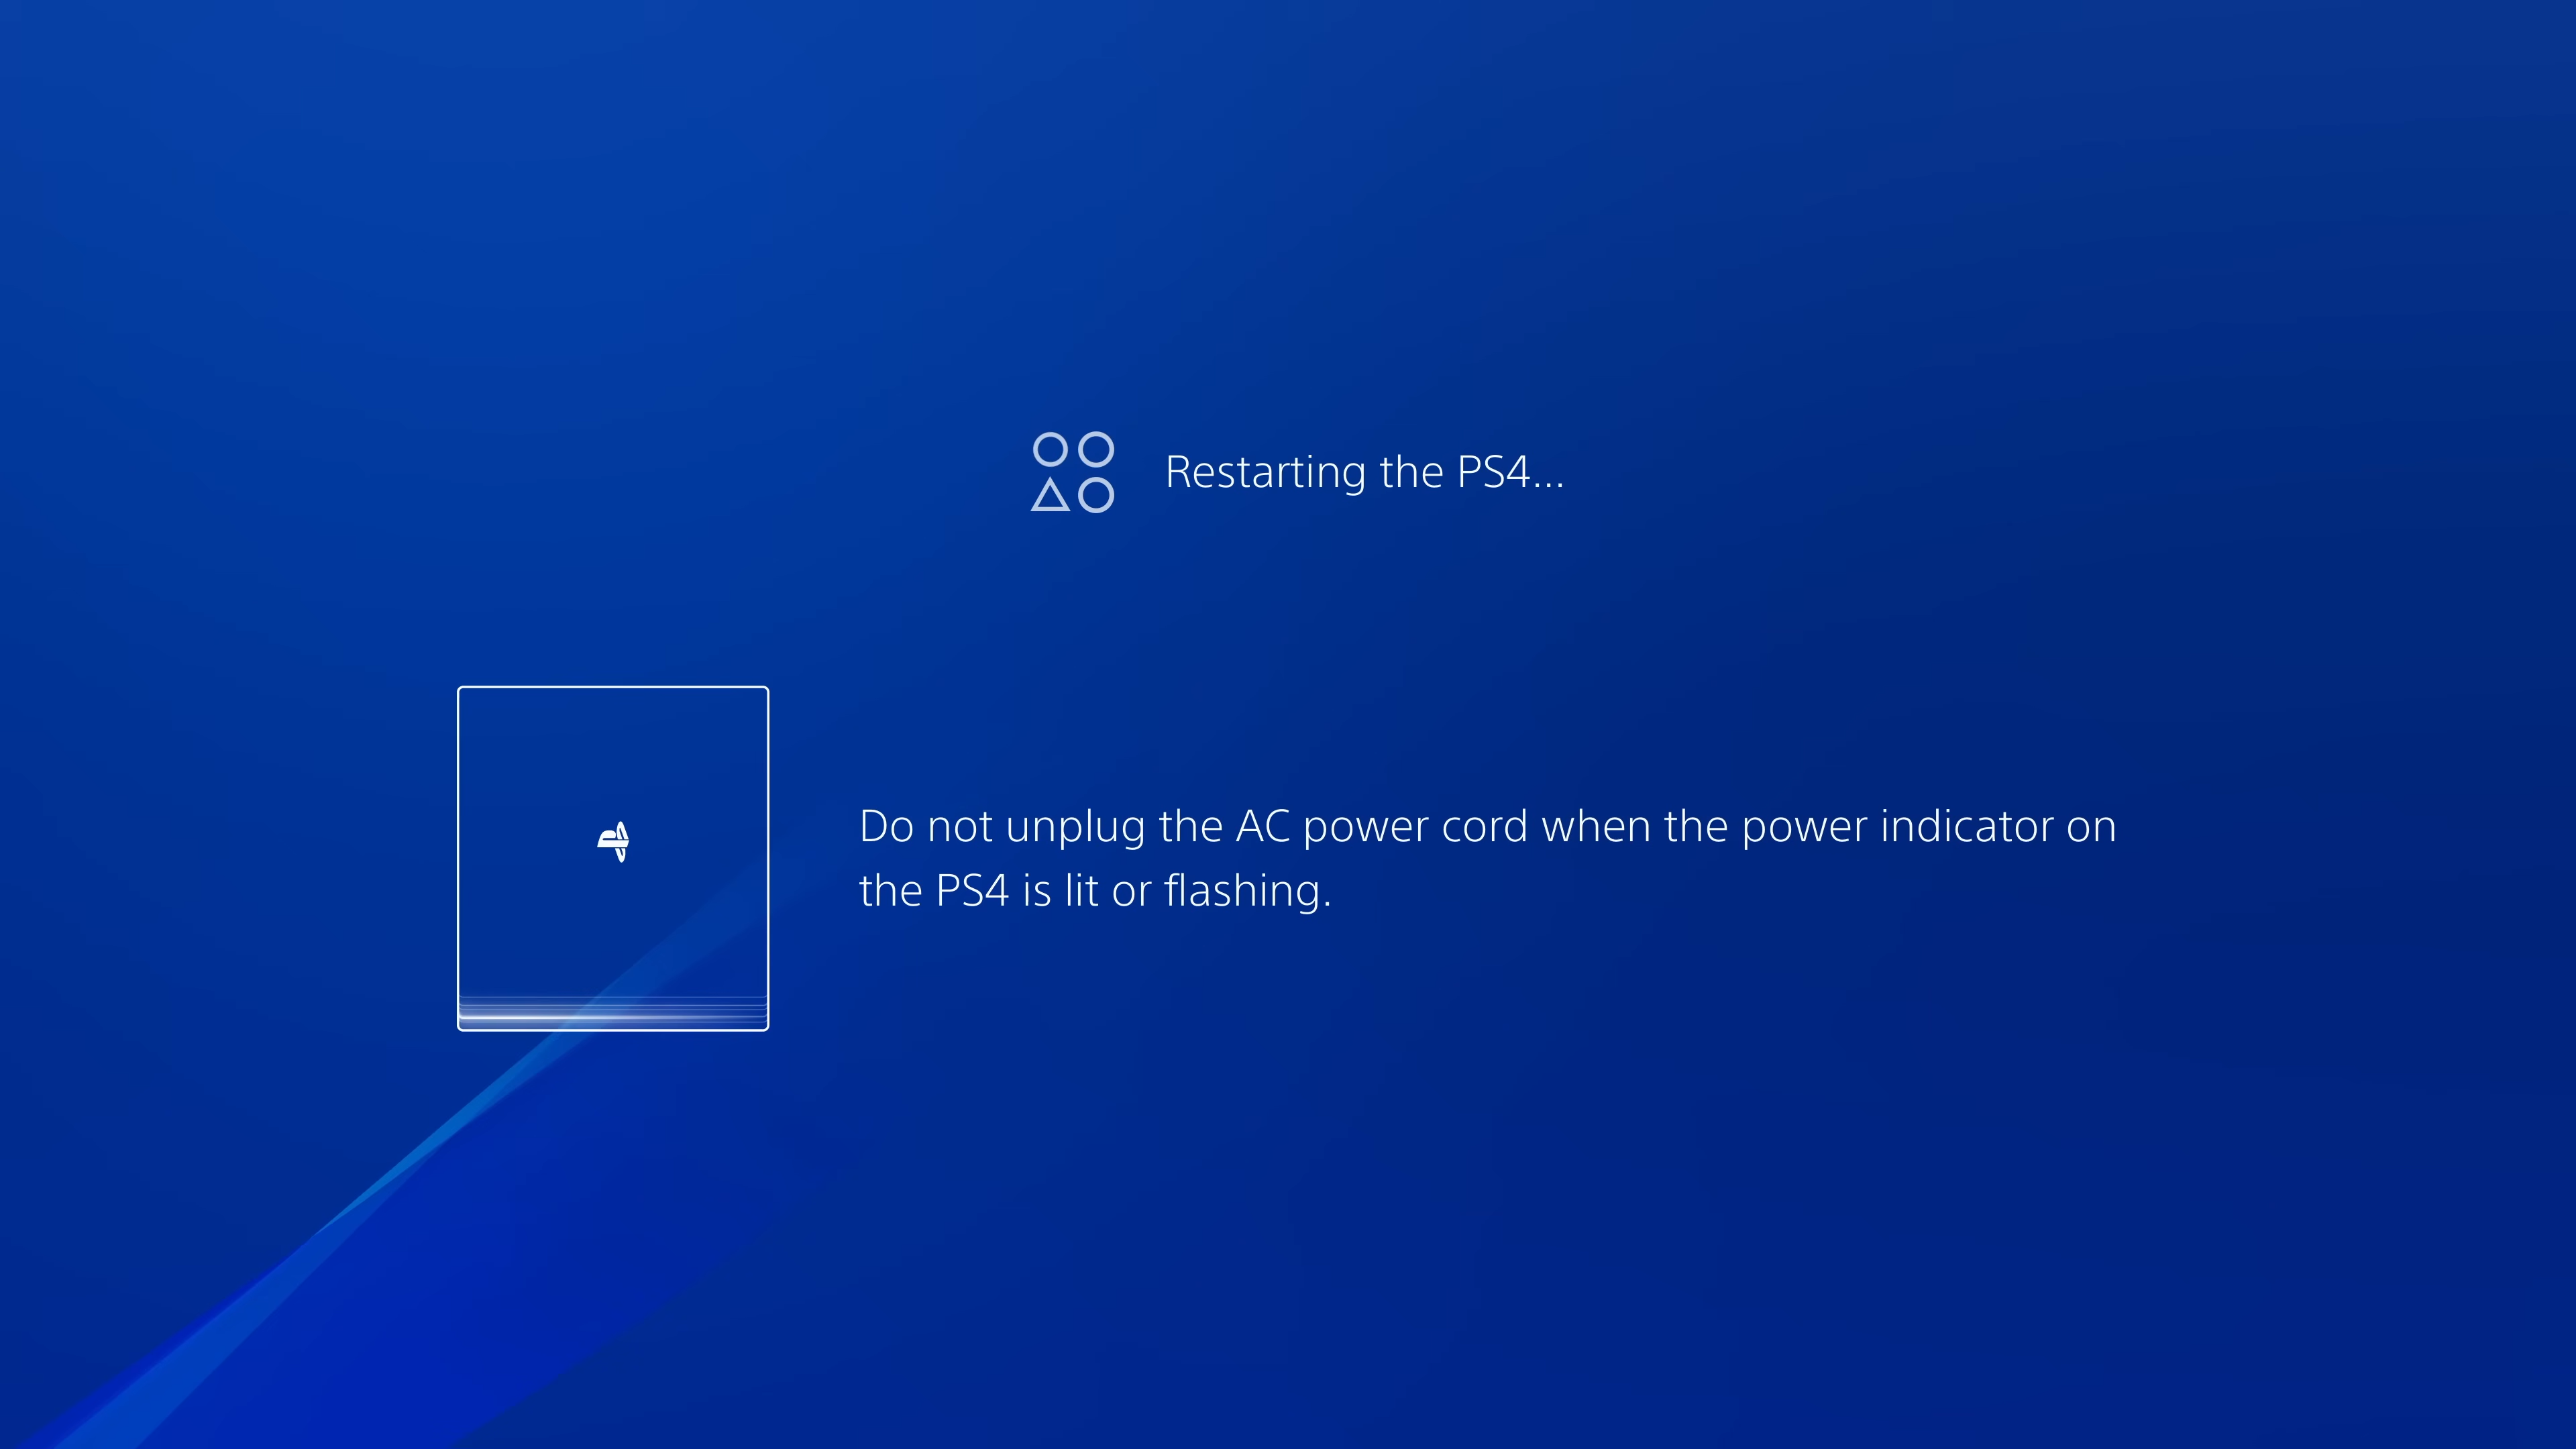 Restarting the PS4...
Do not unplug the AC power cord when the power indicator on
the PS4 is lit or flashing.